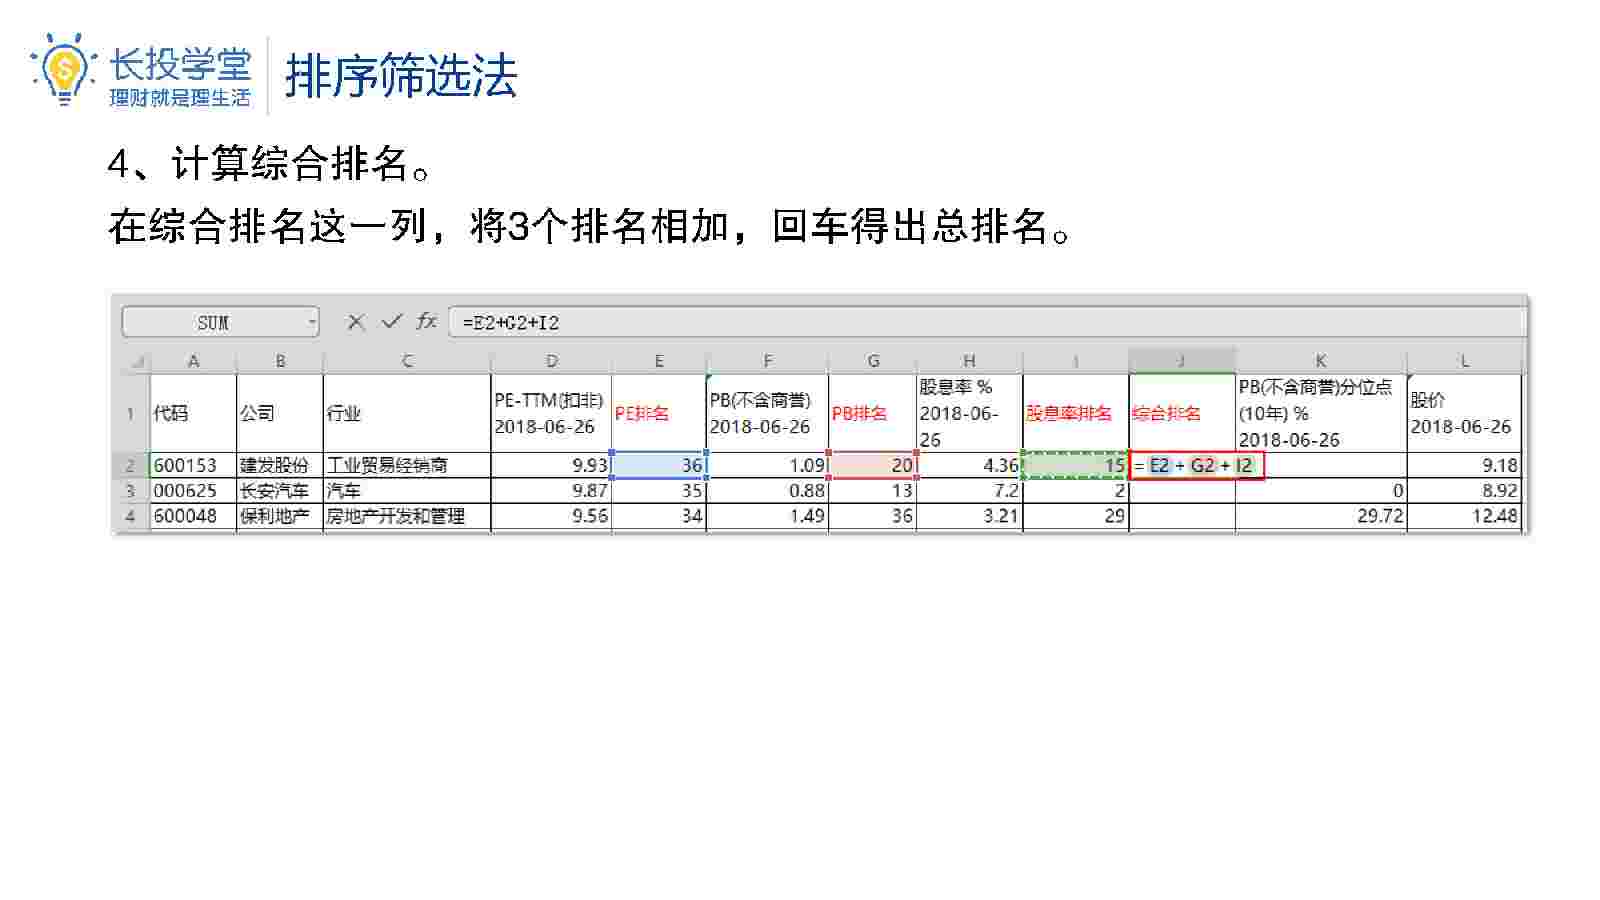 长投学堂
理财就是理生活
排序筛选法
4、计算综合排名。
在综合排名这一列，将3个排名相加，回车得出总排名。
SUM fx =E2+G2+I2
A B C D E F G H I J K L
1 代码 公司 行业 PE-TTM(扣非) 2018-06-26 PE排名 PB(不含商誉) 2018-06-26 PB排名 股息率 % 2018-06-26 股息率排名 综合排名 PB(不含商誉)分位点 (10年) % 2018-06-26 股价 2018-06-26
2 600153 建发股份 工业贸易经销商 9.93 36 1.09 20 4.36 15 =E2+G2+I2 9.18
3 000625 长安汽车 汽车 9.87 35 0.88 13 7.2 2 0 8.92
4 600048 保利地产 房地产开发和管理 9.56 34 1.49 36 3.21 29 29.72 12.48